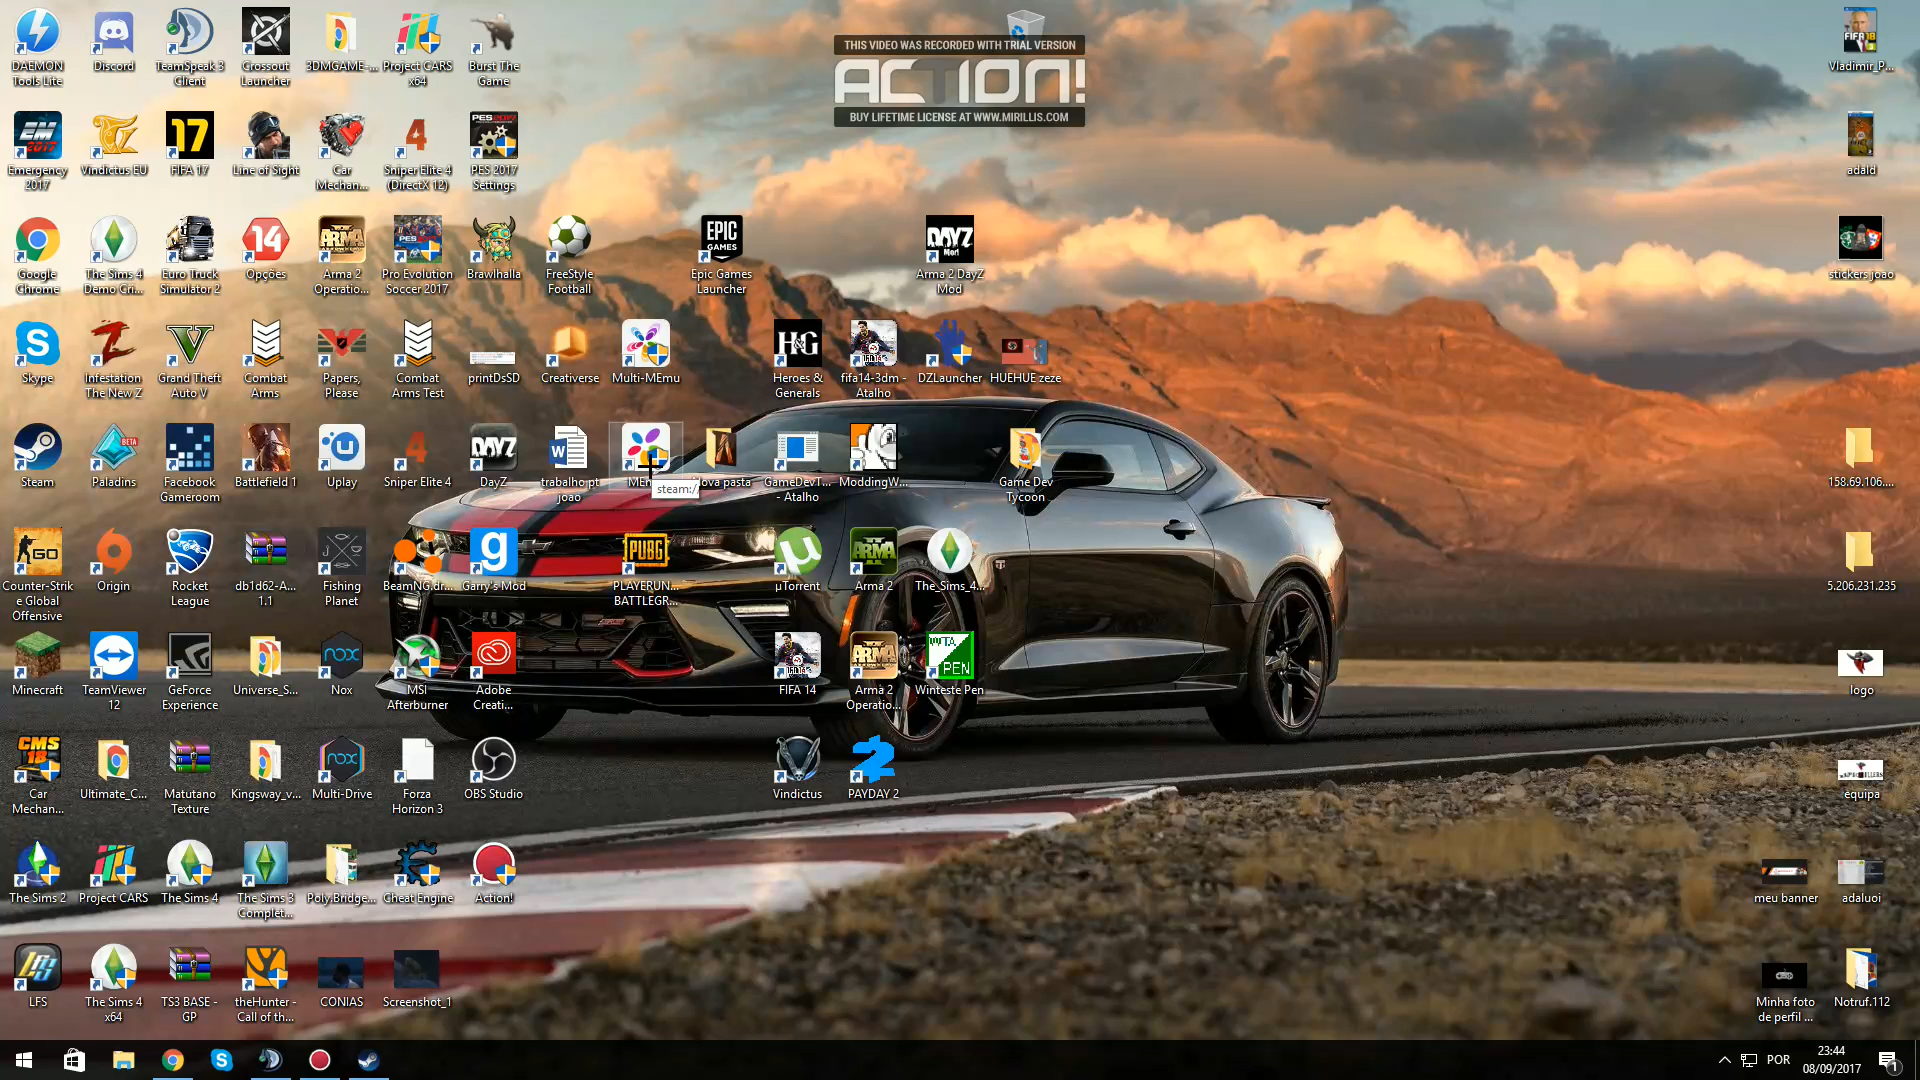 THIS VIDEO WAS RECORDED WITH TRIAL VERSION
ACTION!
BUY LIFETIME LICENSE AT WWW.MIRILLIS.COM
DAEMON Tools Lite
Discord
TeamSpeak 3 Client
Crossout Launcher
3DMGAME-...
Project CARS x64
Burst The Game
Vladimir_P...
Emergency 2017
Vindictus EU
FIFA 17
Line of Sight
Car Mechan...
Sniper Elite 4 (DirectX 12)
PES 2017 Settings
adald
Google Chrome
The Sims 4 Demo Cri...
Euro Truck Simulator 2
Opções
Arma 2 Operatio...
Pro Evolution Soccer 2017
Brawlhalla
FreeStyle Football
Epic Games Launcher
Arma 2 DayZ Mod
stickers joao
Skype
Infestation The New Z
Grand Theft Auto V
Combat Arms
Papers, Please
Combat Arms Test
printDsSD
Creativerse
Multi-MEmu
Heroes & Generals
fifa14-3dm - Atalho
DZLauncher
HUEHUE zeze
Steam
Paladins
Facebook Gameroom
Battlefield 1
Uplay
Sniper Elite 4
DayZ
trabalho pt joao
steam:/
GameDevT... - Atalho
ModdingW...
Game Dev Tycoon
158.69.106....
Counter-Strike Global Offensive
Origin
Rocket League
db1d62-A... 1.1
Fishing Planet
BeamNG.dr...
Garry's Mod
PLAYERUN... BATTLEGR...
µTorrent
Arma 2
The_Sims_4...
5.206.231.235
Minecraft
TeamViewer 12
GeForce Experience
Universe_S...
Nox
MSI Afterburner
Adobe Creati...
FIFA 14
Arma 2 Operatio...
Winteste Pen
logo
Car Mechan...
Ultimate_C...
Matutano Texture
Kingsway_v...
Multi-Drive
Forza Horizon 3
OBS Studio
Vindictus
PAYDAY 2
equipa
The Sims 2
Project CARS
The Sims 4
The Sims 3 Complet...
Poly.Bridge...
Cheat Engine
Action!
meu banner
adaluoi
LFS
The Sims 4 x64
TS3 BASE - GP
theHunter - Call of th...
CONIAS
Screenshot_1
Minha foto de perfil ...
Notruf.112
POR
23:44
08/09/2017
1